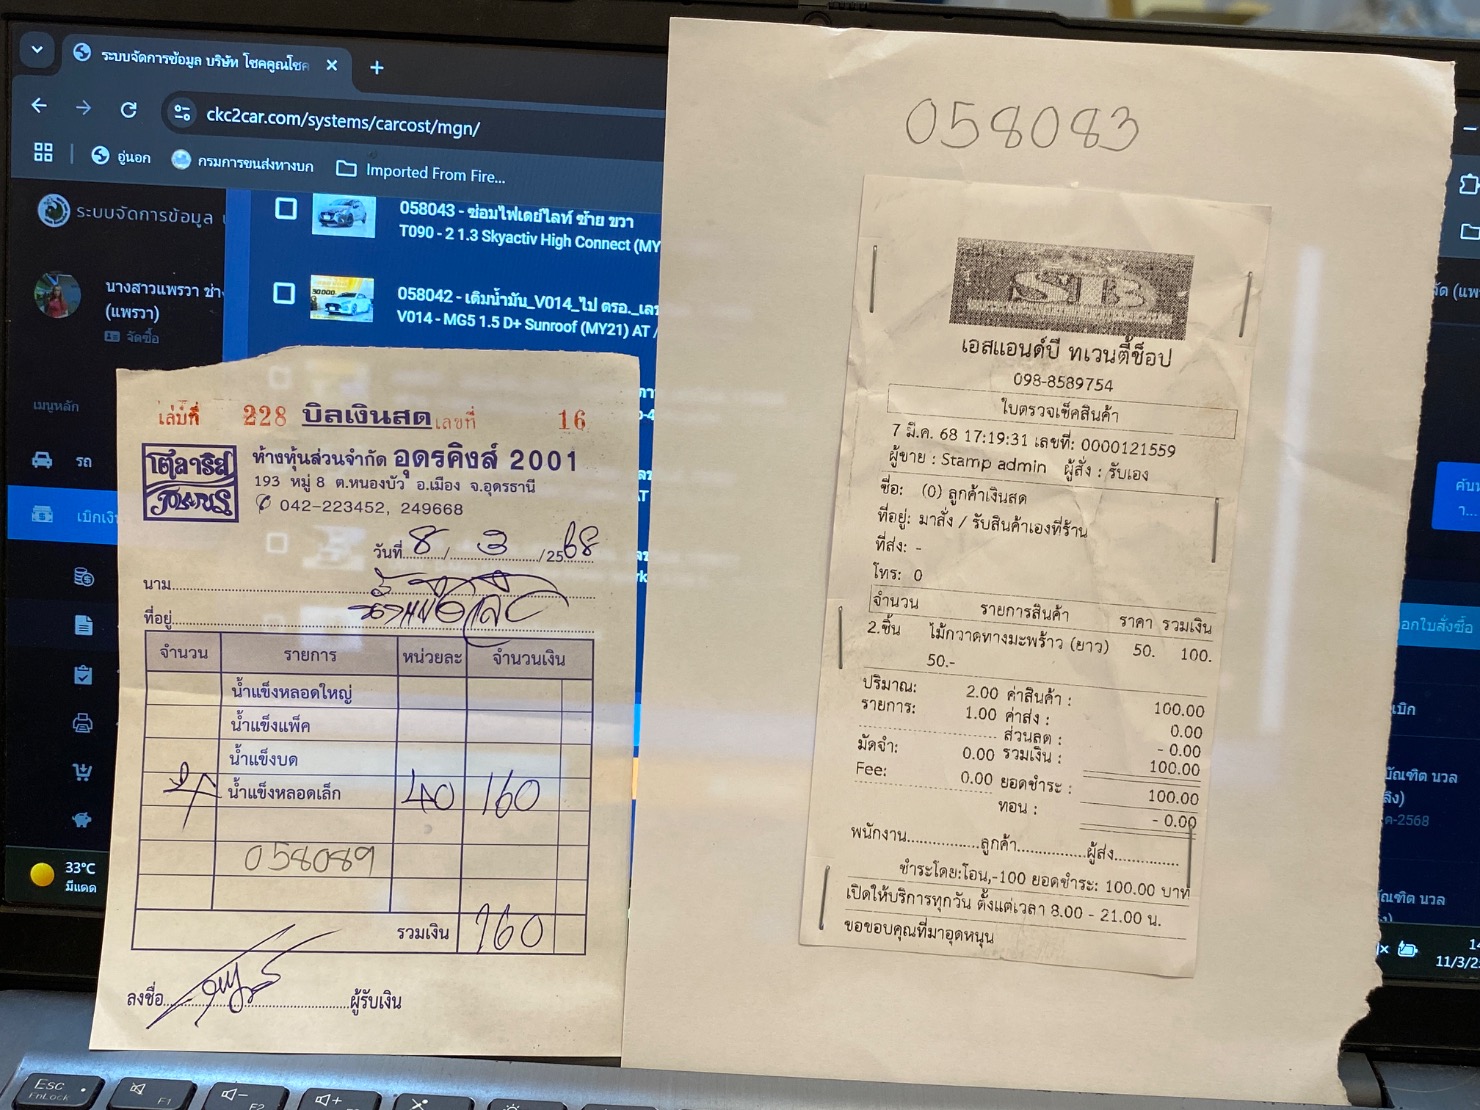 ระบบจัดการข้อมูล บริษัท โชคคูณโชค
ckc2car.com/systems/carcost/mgn/
อู่นอก
กรมการขนส่งทางบก
Imported From Fire...
ระบบจัดการข้อมูล
058043 - ซ่อมไฟเดย์ไลท์ ซ้าย ขวา
T090 - 2 1.3 Skyactiv High Connect (MY
058042 - เติมน้ำมัน_V014_ไป ตรอ._เลข
V014 - MG5 1.5 D+ Sunroof (MY21) AT /
นางสาวแพรวา ช่าง
(แพรวา)
จัดซื้อ
เมนูหลัก
รถ
เบิกเงิน
33°C
มีแดด
เล่มที่ 228 บิลเงินสด เลขที่ 16
โตลาริส
POLARIS
ห้างหุ้นส่วนจำกัด อุดรคิงส์ 2001
193 หมู่ 8 ต.หนองบัว อ.เมือง จ.อุดรธานี
042-223452, 249668
วันที่ 8 / 3 /2568
นาม
ที่อยู่
จำนวน รายการ หน่วยละ จำนวนเงิน
น้ำแข็งหลอดใหญ่
น้ำแข็งแพ็ค
น้ำแข็งบด
น้ำแข็งหลอดเล็ก 40 160
058089
รวมเงิน 160
ลงชื่อ ผู้รับเงิน
058083
STB
เอสแอนด์บี ทเวนตี้ช็อป
098-8589754
ใบตรวจเช็คสินค้า
7 มี.ค. 68 17:19:31 เลขที่: 0000121559
ผู้ขาย : Stamp admin ผู้สั่ง : รับเอง
ชื่อ: (0) ลูกค้าเงินสด
ที่อยู่: มาสั่ง / รับสินค้าเองที่ร้าน
ที่ส่ง: -
โทร: 0
จำนวน รายการสินค้า ราคา รวมเงิน
2.ชิ้น ไม้กวาดทางมะพร้าว (ยาว) 50. 100.
50.-
ปริมาณ: 2.00 ค่าสินค้า : 100.00
รายการ: 1.00 ค่าส่ง : 0.00
ส่วนลด : - 0.00
มัดจำ: 0.00 รวมเงิน : 100.00
Fee: 0.00 ยอดชำระ : 100.00
ทอน : - 0.00
พนักงาน ลูกค้า ผู้ส่ง
ชำระโดย:โอน,-100 ยอดชำระ: 100.00 บาท
เปิดให้บริการทุกวัน ตั้งแต่เวลา 8.00 - 21.00 น.
ขอขอบคุณที่มาอุดหนุน
Esc
FnLock
F1
F2